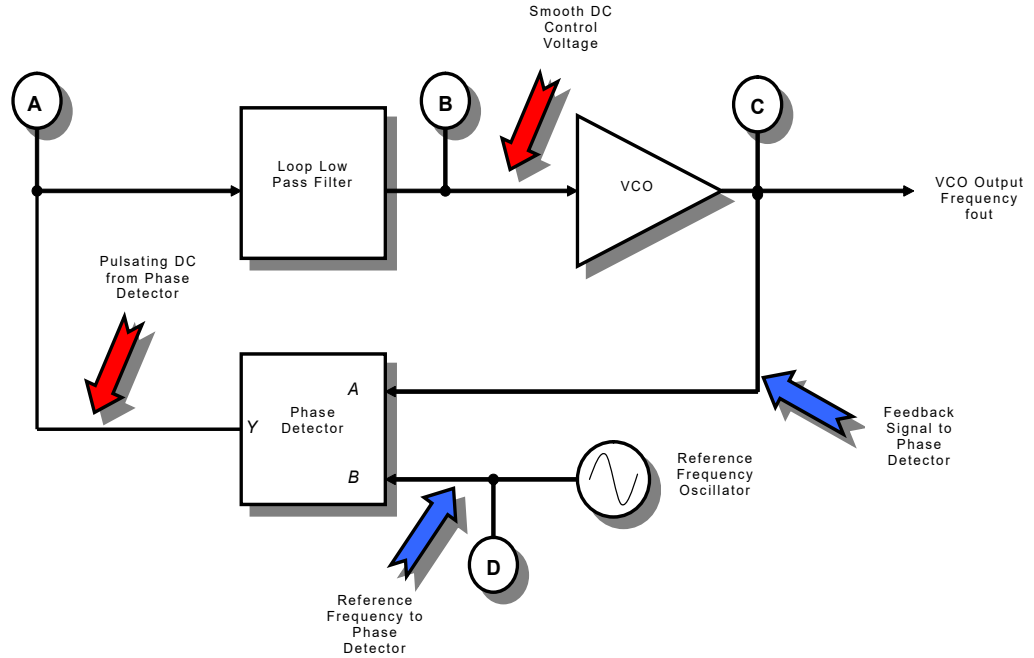 Smooth DC
Control
Voltage
A
B
C
Loop Low
Pass Filter
VCO
VCO Output
Frequency
fout
Pulsating DC
from Phase
Detector
A
Phase
Detector
Y
B
Feedback
Signal to
Phase
Detector
Reference
Frequency
Oscillator
D
Reference
Frequency to
Phase
Detector